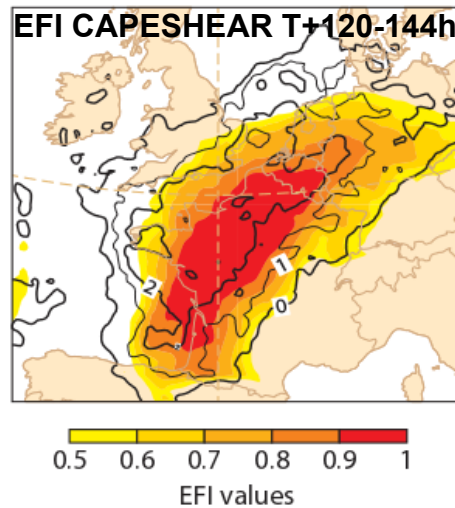 EFI CAPESHEAR T+120-144h
2
1
0
0.5 0.6 0.7 0.8 0.9 1
EFI values